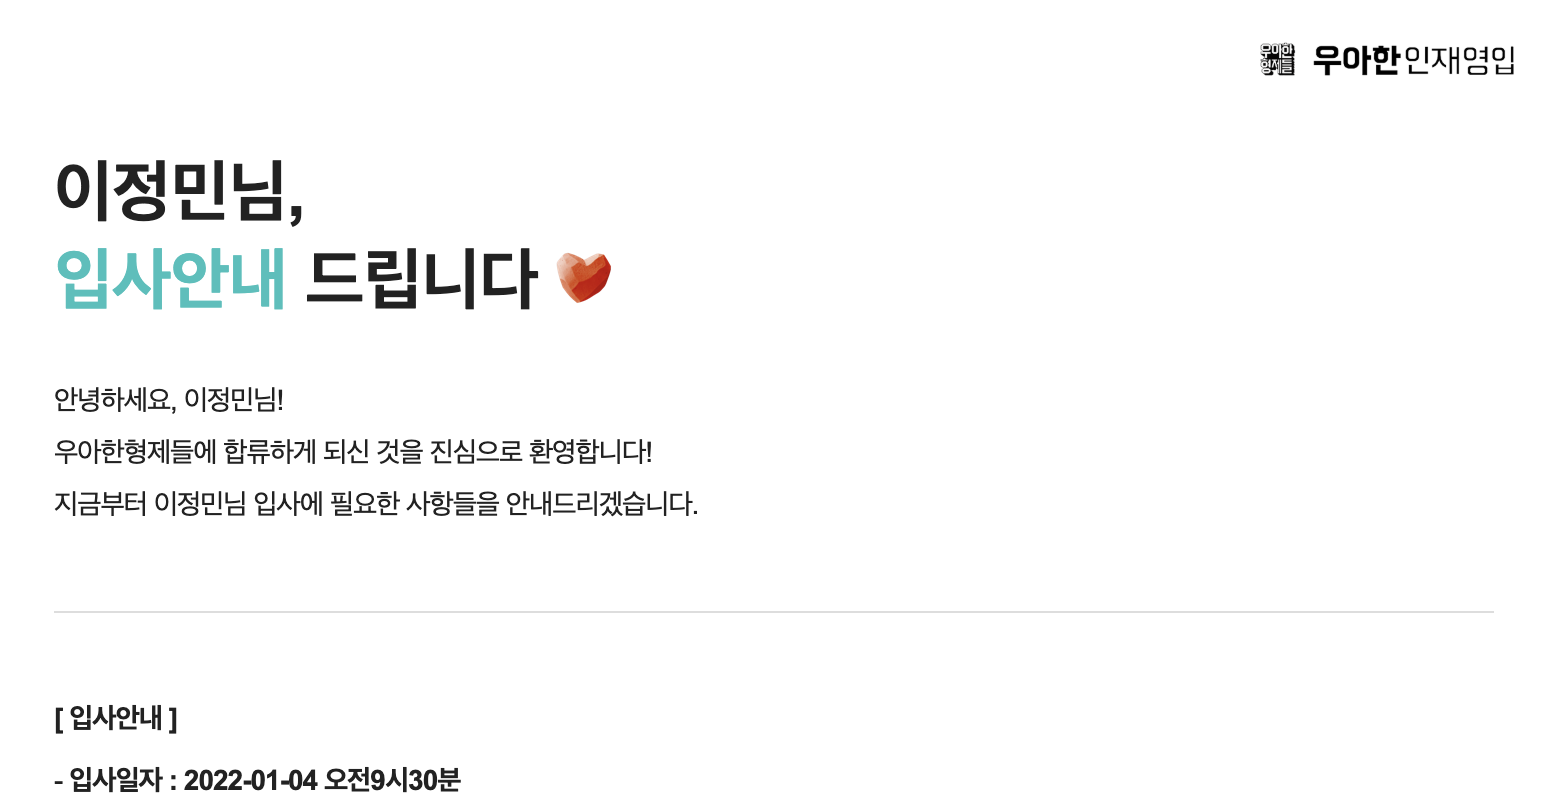 우아한
형제들
우아한인재영입
이정민님,
입사안내 드립니다
안녕하세요, 이정민님!
우아한형제들에 합류하게 되신 것을 진심으로 환영합니다!
지금부터 이정민님 입사에 필요한 사항들을 안내드리겠습니다.
[ 입사안내 ]
- 입사일자 : 2022-01-04 오전9시30분